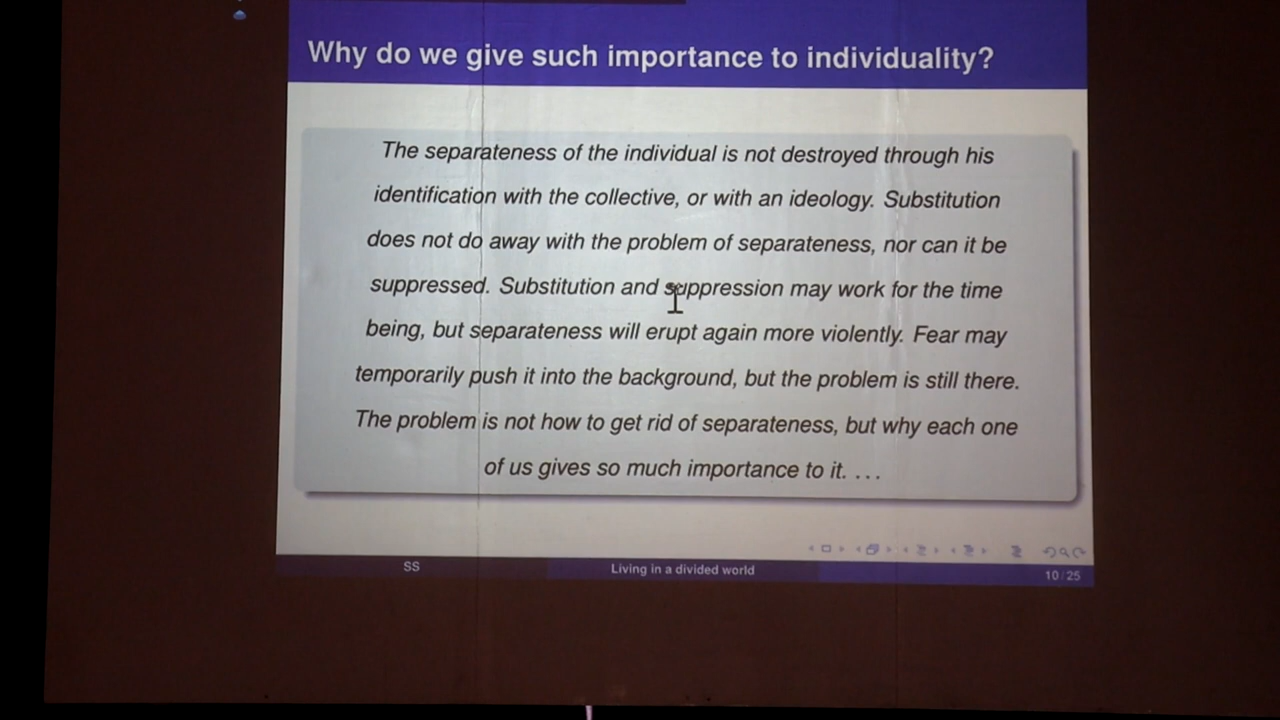 Why do we give such importance to individuality?
The separateness of the individual is not destroyed through his
identification with the collective, or with an ideology. Substitution
does not do away with the problem of separateness, nor can it be
suppressed. Substitution and suppression may work for the time
being, but separateness will erupt again more violently. Fear may
temporarily push it into the background, but the problem is still there.
The problem is not how to get rid of separateness, but why each one
of us gives so much importance to it. . . .
SS
Living in a divided world
10 / 25